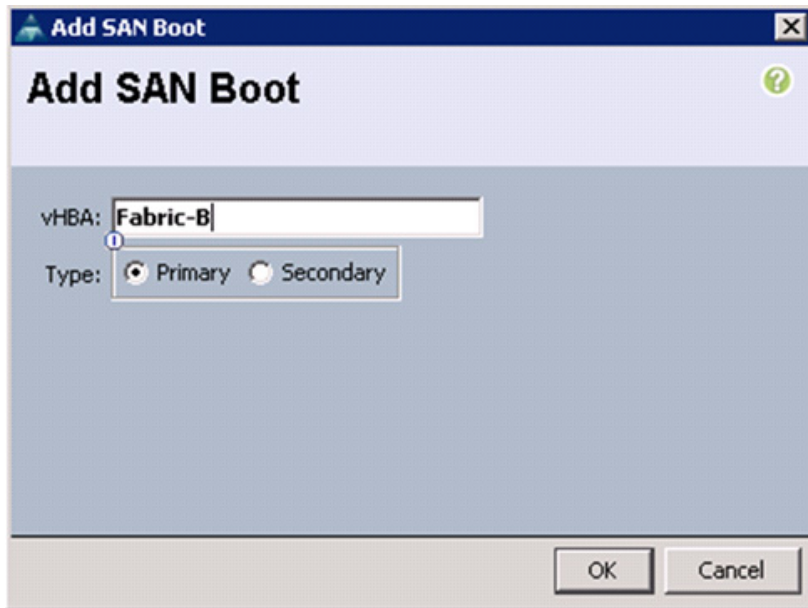 Add SAN Boot
Add SAN Boot
?
vHBA: Fabric-B
Type: Primary Secondary
OK Cancel